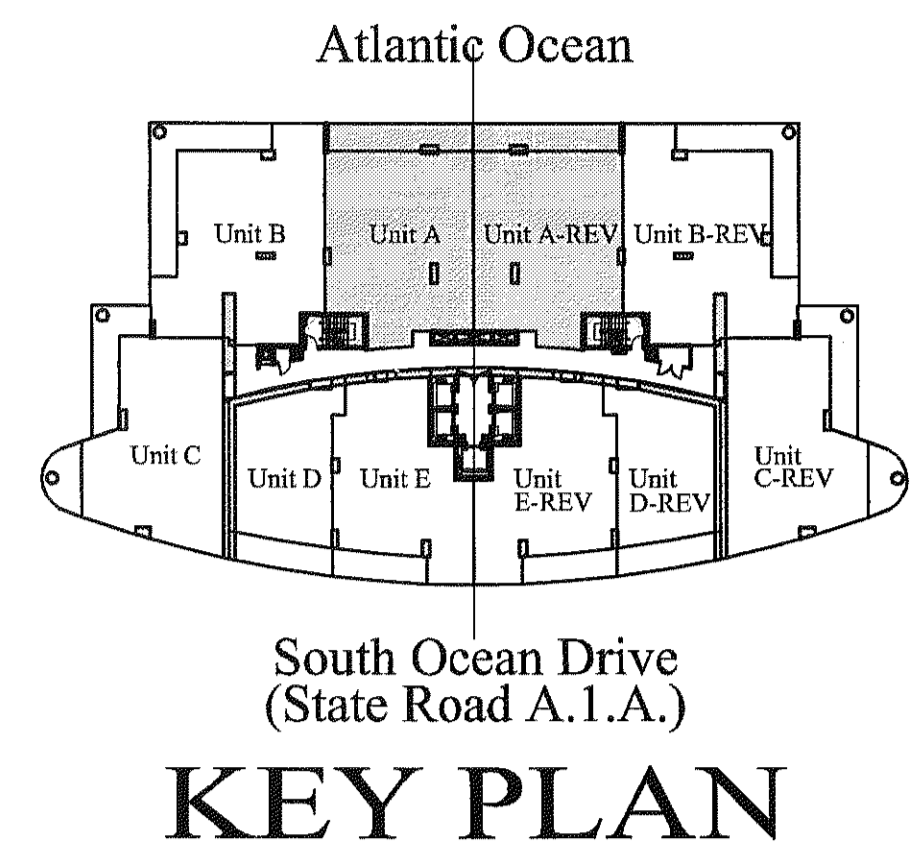 Atlantic Ocean
Unit B
Unit A
Unit A-REV
Unit B-REV
Unit C
Unit D
Unit E
Unit
E-REV
Unit
D-REV
Unit
C-REV
South Ocean Drive
(State Road A.1.A.)
KEY PLAN